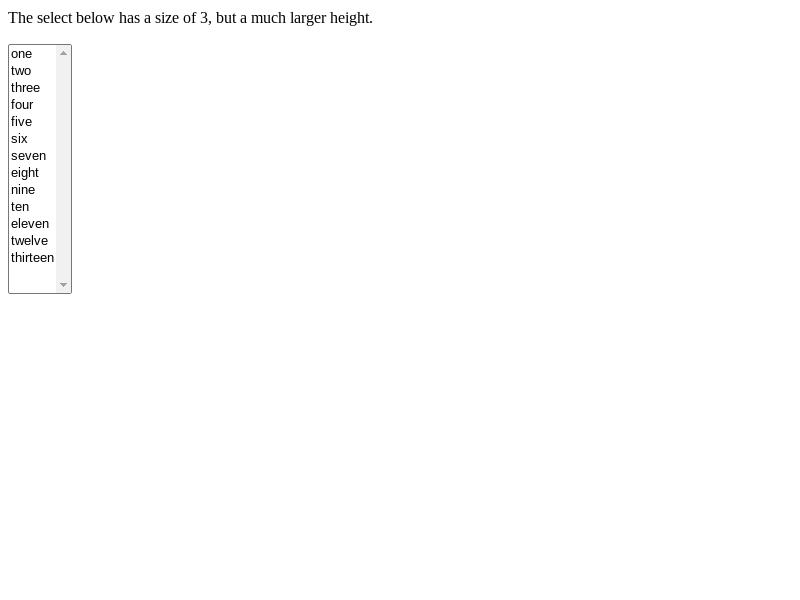 The select below has a size of 3, but a much larger height.
one
two
three
four
five
six
seven
eight
nine
ten
eleven
twelve
thirteen